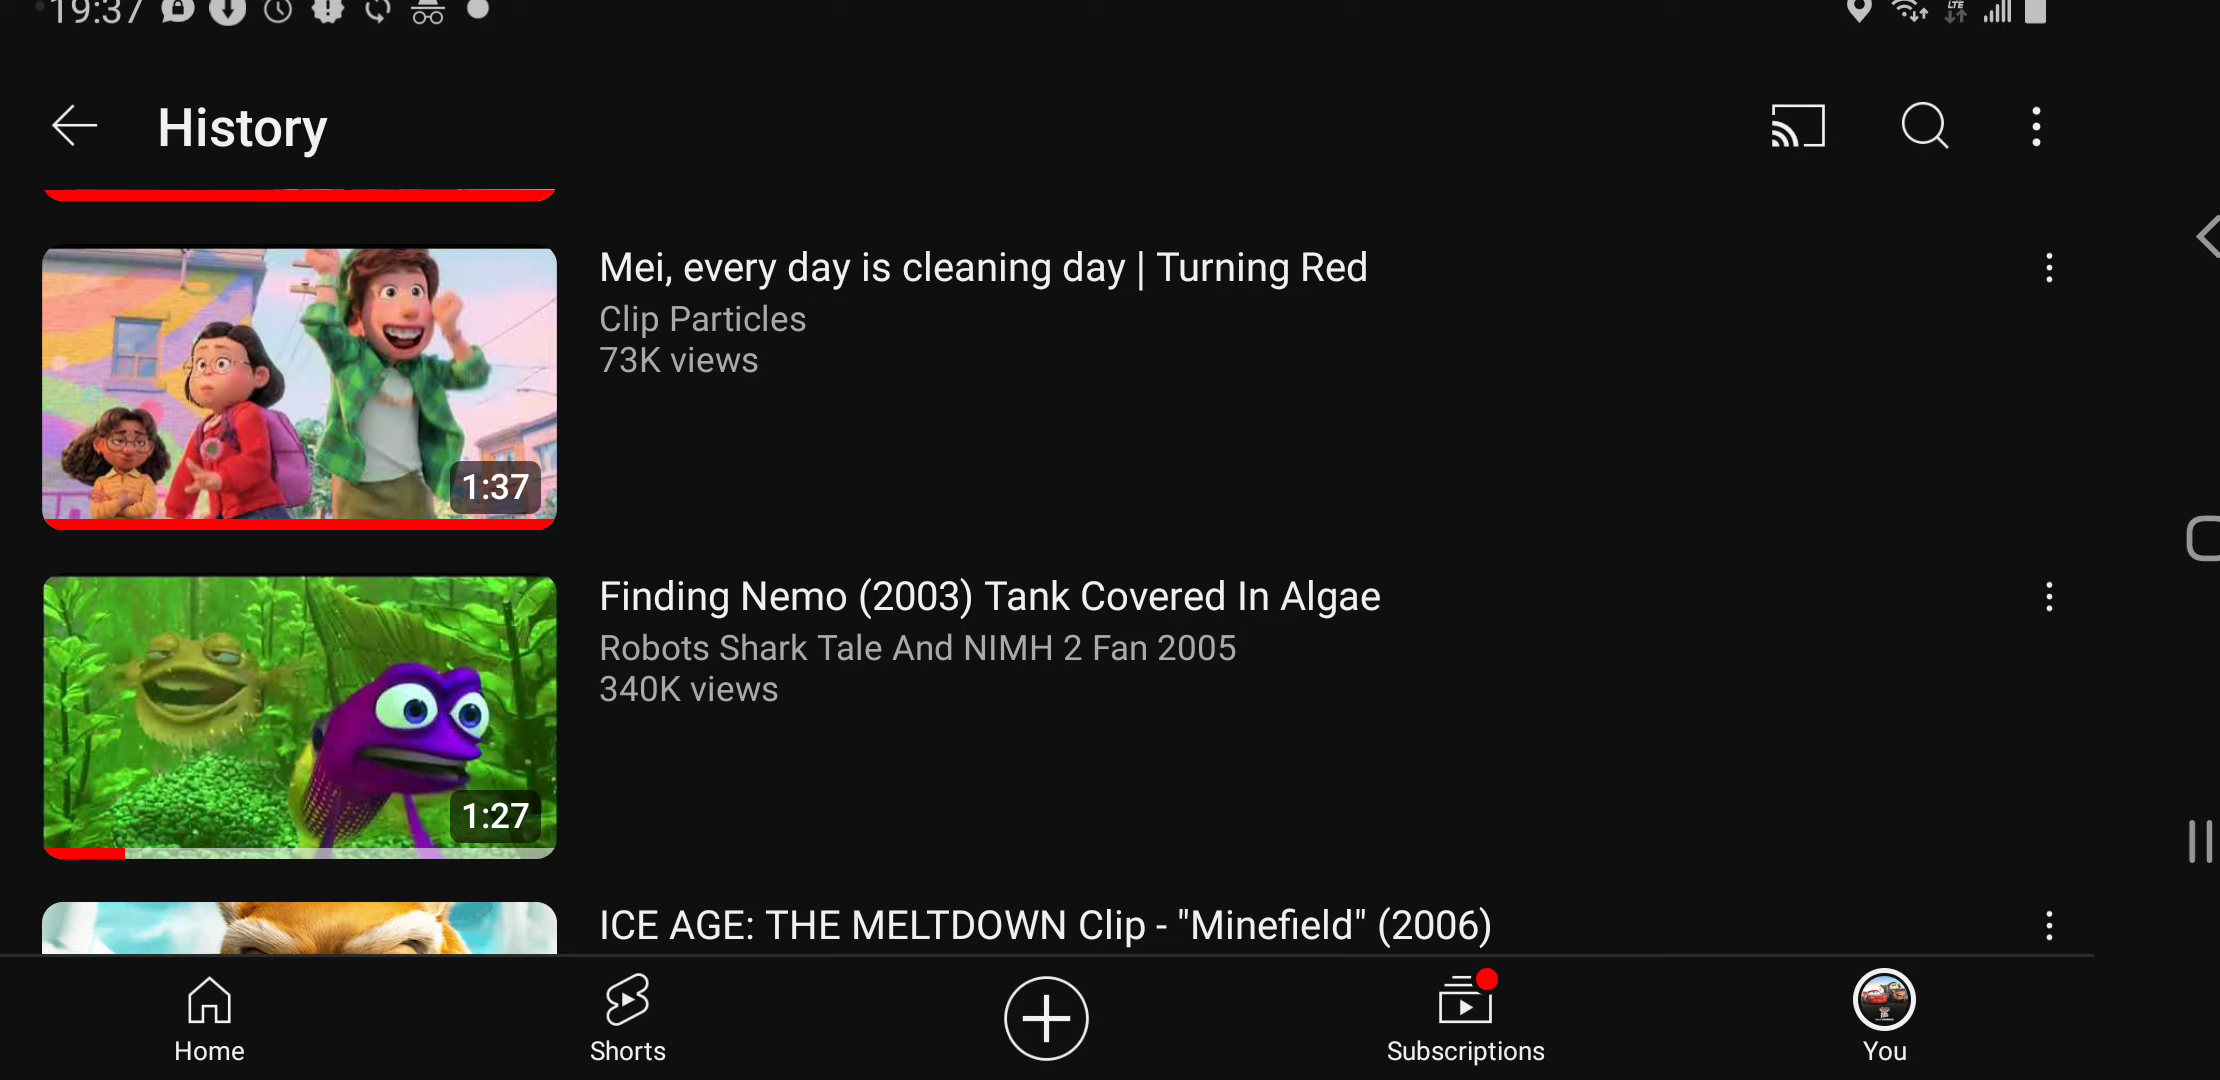 19:37
LTE
History
Mei, every day is cleaning day | Turning Red
Clip Particles
73K views
1:37
Finding Nemo (2003) Tank Covered In Algae
Robots Shark Tale And NIMH 2 Fan 2005
340K views
1:27
ICE AGE: THE MELTDOWN Clip - "Minefield" (2006)
Home
Shorts
Subscriptions
You